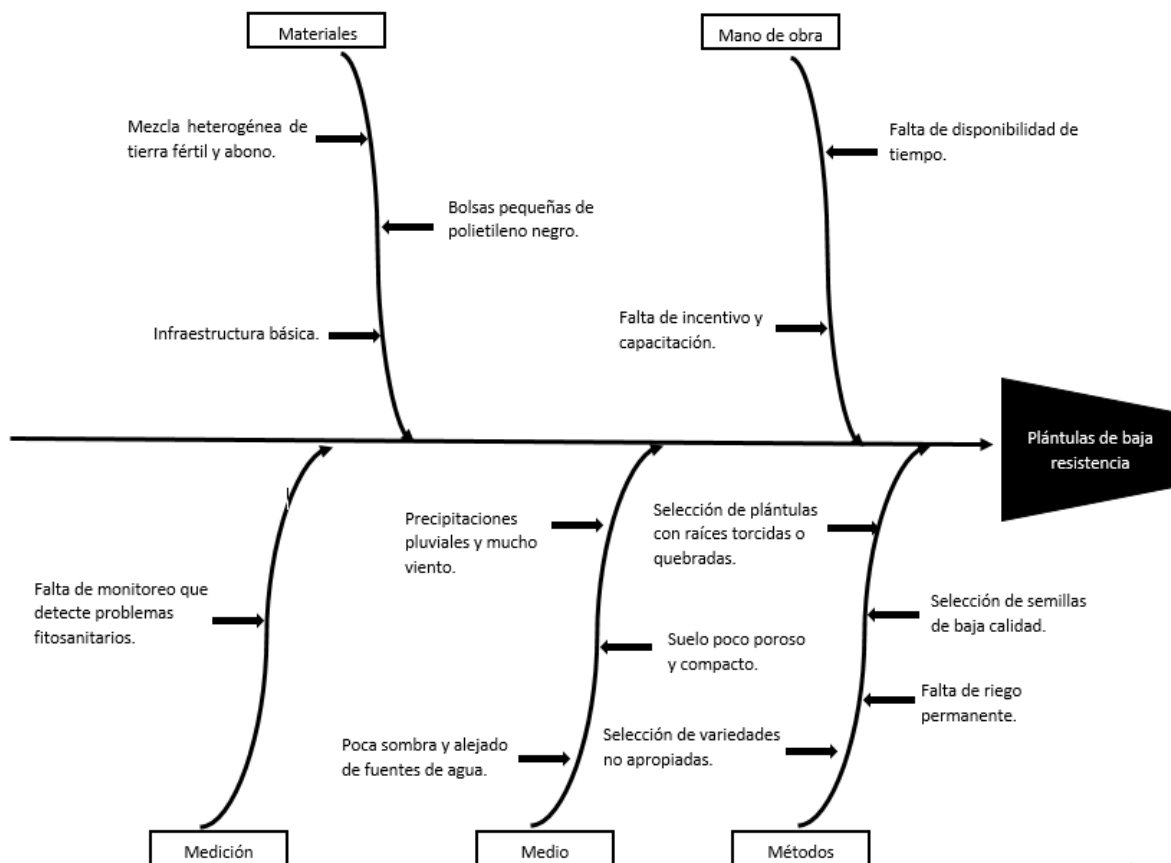 Materiales
Mano de obra
Mezcla heterogénea de
tierra fértil y abono.
Bolsas pequeñas de
polietileno negro.
Infraestructura básica.
Falta de disponibilidad de
tiempo.
Falta de incentivo y
capacitación.
Plántulas de baja
resistencia
Falta de monitoreo que
detecte problemas
fitosanitarios.
Precipitaciones
pluviales y mucho
viento.
Suelo poco poroso
y compacto.
Poca sombra y alejado
de fuentes de agua.
Selección de plántulas
con raíces torcidas o
quebradas.
Selección de semillas
de baja calidad.
Falta de riego
permanente.
Selección de variedades
no apropiadas.
Medición
Medio
Métodos